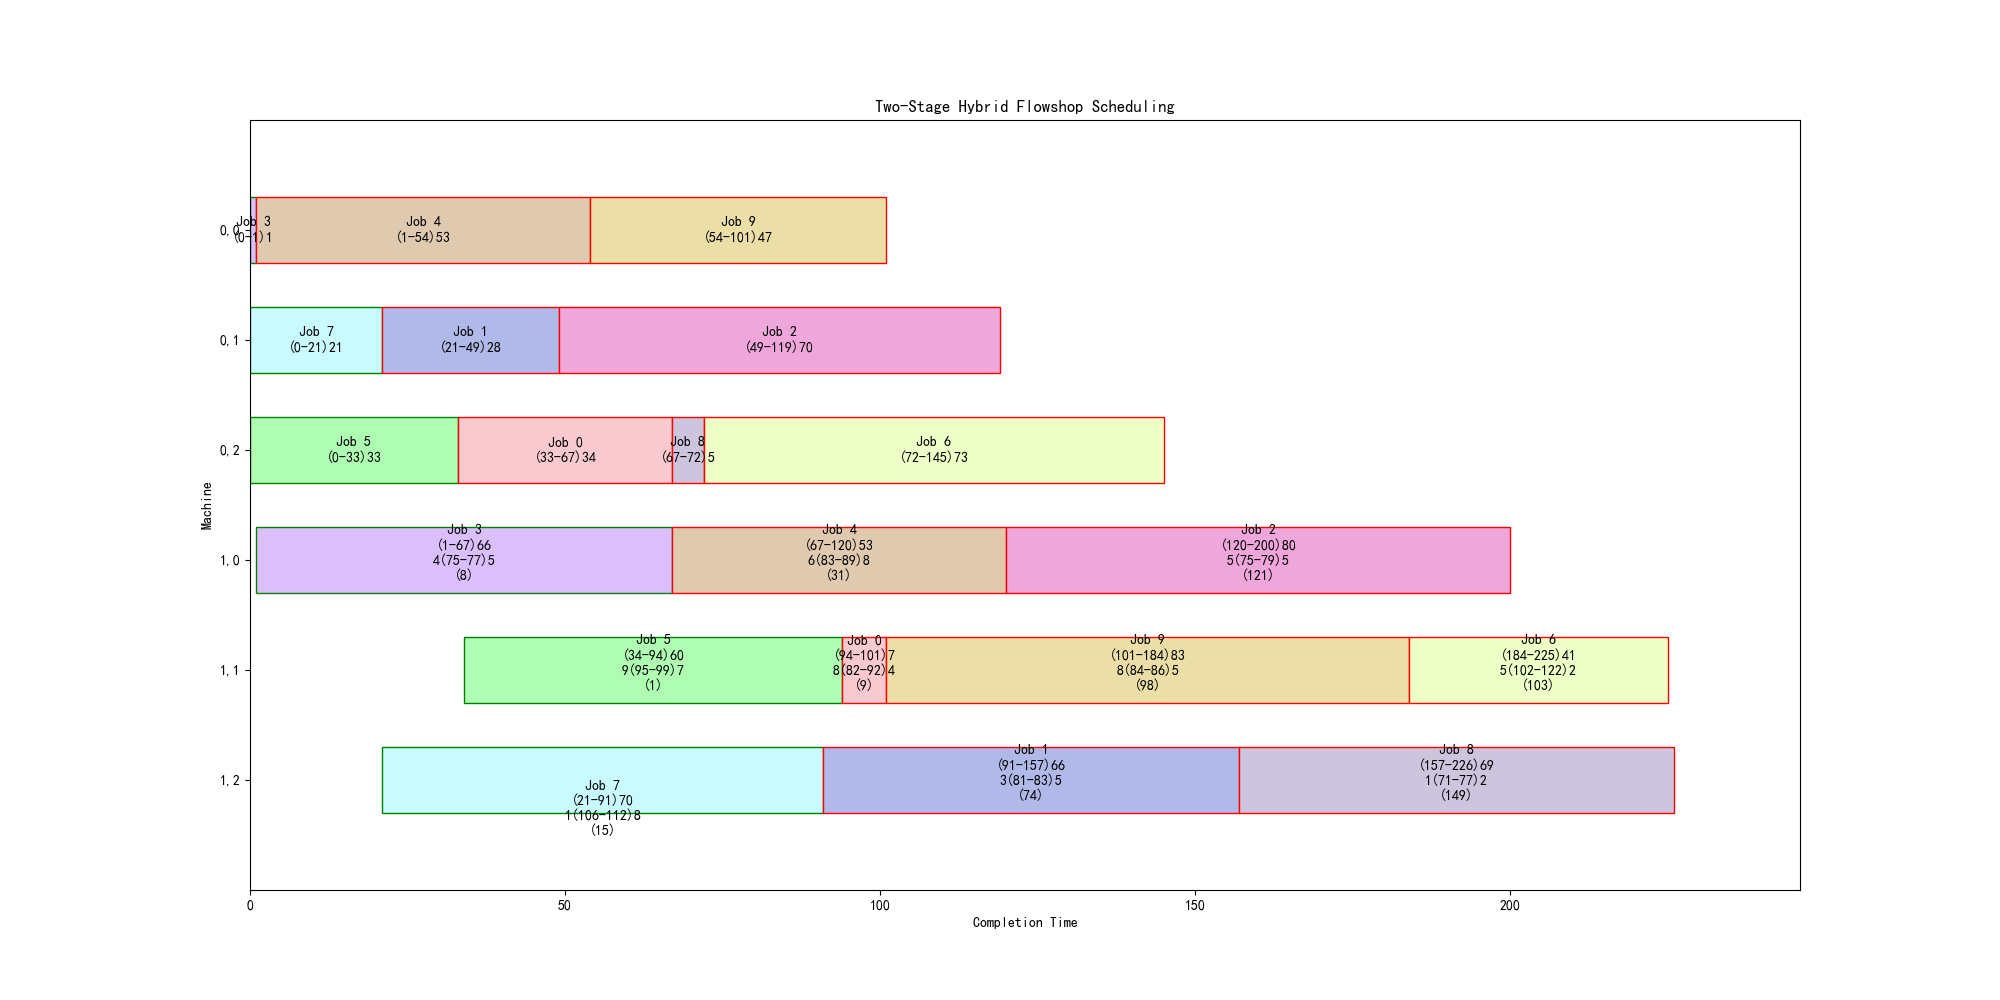 Two-Stage Hybrid Flowshop Scheduling
0,0
Job 3
(0-1)1
Job 4
(1-54)53
Job 9
(54-101)47
0,1
Job 7
(0-21)21
Job 1
(21-49)28
Job 2
(49-119)70
0,2
Job 5
(0-33)33
Job 0
(33-67)34
Job 8
(67-72)5
Job 6
(72-145)73
Machine
1,0
Job 3
(1-67)66
4(75-77)5
(8)
Job 4
(67-120)53
6(83-89)8
(31)
Job 2
(120-200)80
5(75-79)5
(121)
1,1
Job 5
(34-94)60
9(95-99)7
(1)
Job 0
(94-101)7
8(82-92)4
(9)
Job 9
(101-184)83
8(84-86)5
(98)
Job 6
(184-225)41
5(102-122)2
(103)
1,2
Job 7
(21-91)70
1(106-112)8
(15)
Job 1
(91-157)66
3(81-83)5
(74)
Job 8
(157-226)69
1(71-77)2
(149)
0
50
100
150
200
Completion Time